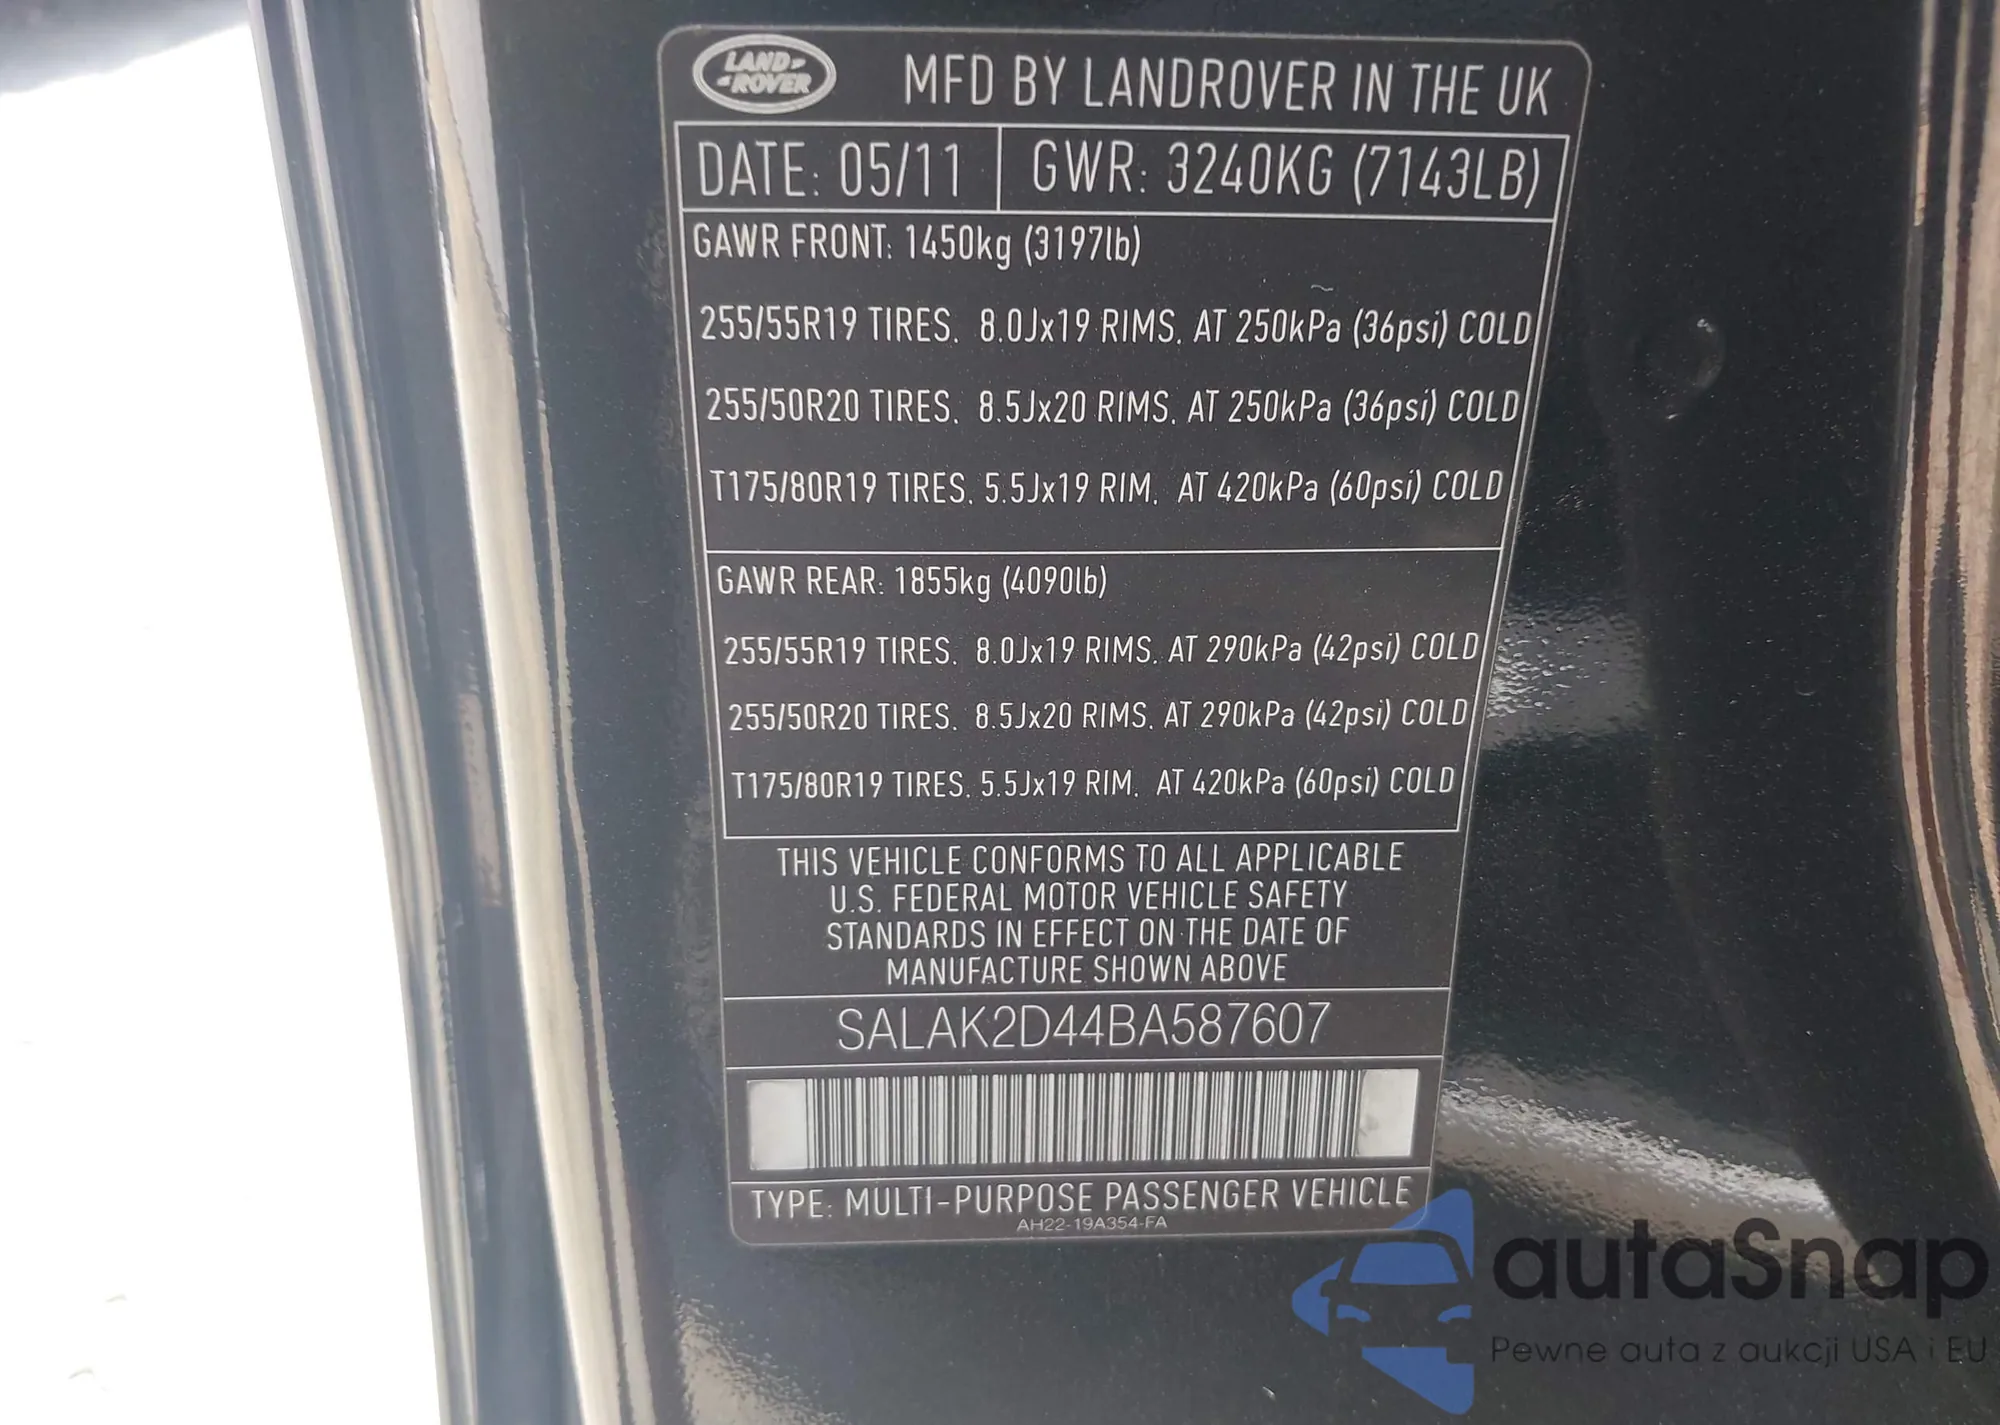 LAND ROVER
MFD BY LANDROVER IN THE UK
DATE: 05/11
GWR: 3240KG (7143LB)
GAWR FRONT: 1450kg (3197lb)
255/55R19 TIRES. 8.0Jx19 RIMS. AT 250kPa (36psi) COLD
255/50R20 TIRES. 8.5Jx20 RIMS. AT 250kPa (36psi) COLD
T175/80R19 TIRES. 5.5Jx19 RIM. AT 420kPa (60psi) COLD
GAWR REAR: 1855kg (4090lb)
255/55R19 TIRES. 8.0Jx19 RIMS. AT 290kPa (42psi) COLD
255/50R20 TIRES. 8.5Jx20 RIMS. AT 290kPa (42psi) COLD
T175/80R19 TIRES. 5.5Jx19 RIM. AT 420kPa (60psi) COLD
THIS VEHICLE CONFORMS TO ALL APPLICABLE
U.S. FEDERAL MOTOR VEHICLE SAFETY
STANDARDS IN EFFECT ON THE DATE OF
MANUFACTURE SHOWN ABOVE
SALAK2D44BA587607
TYPE: MULTI-PURPOSE PASSENGER VEHICLE
AH22-19A354-FA
autaSnap
Pewne auta z aukcji USA i EU